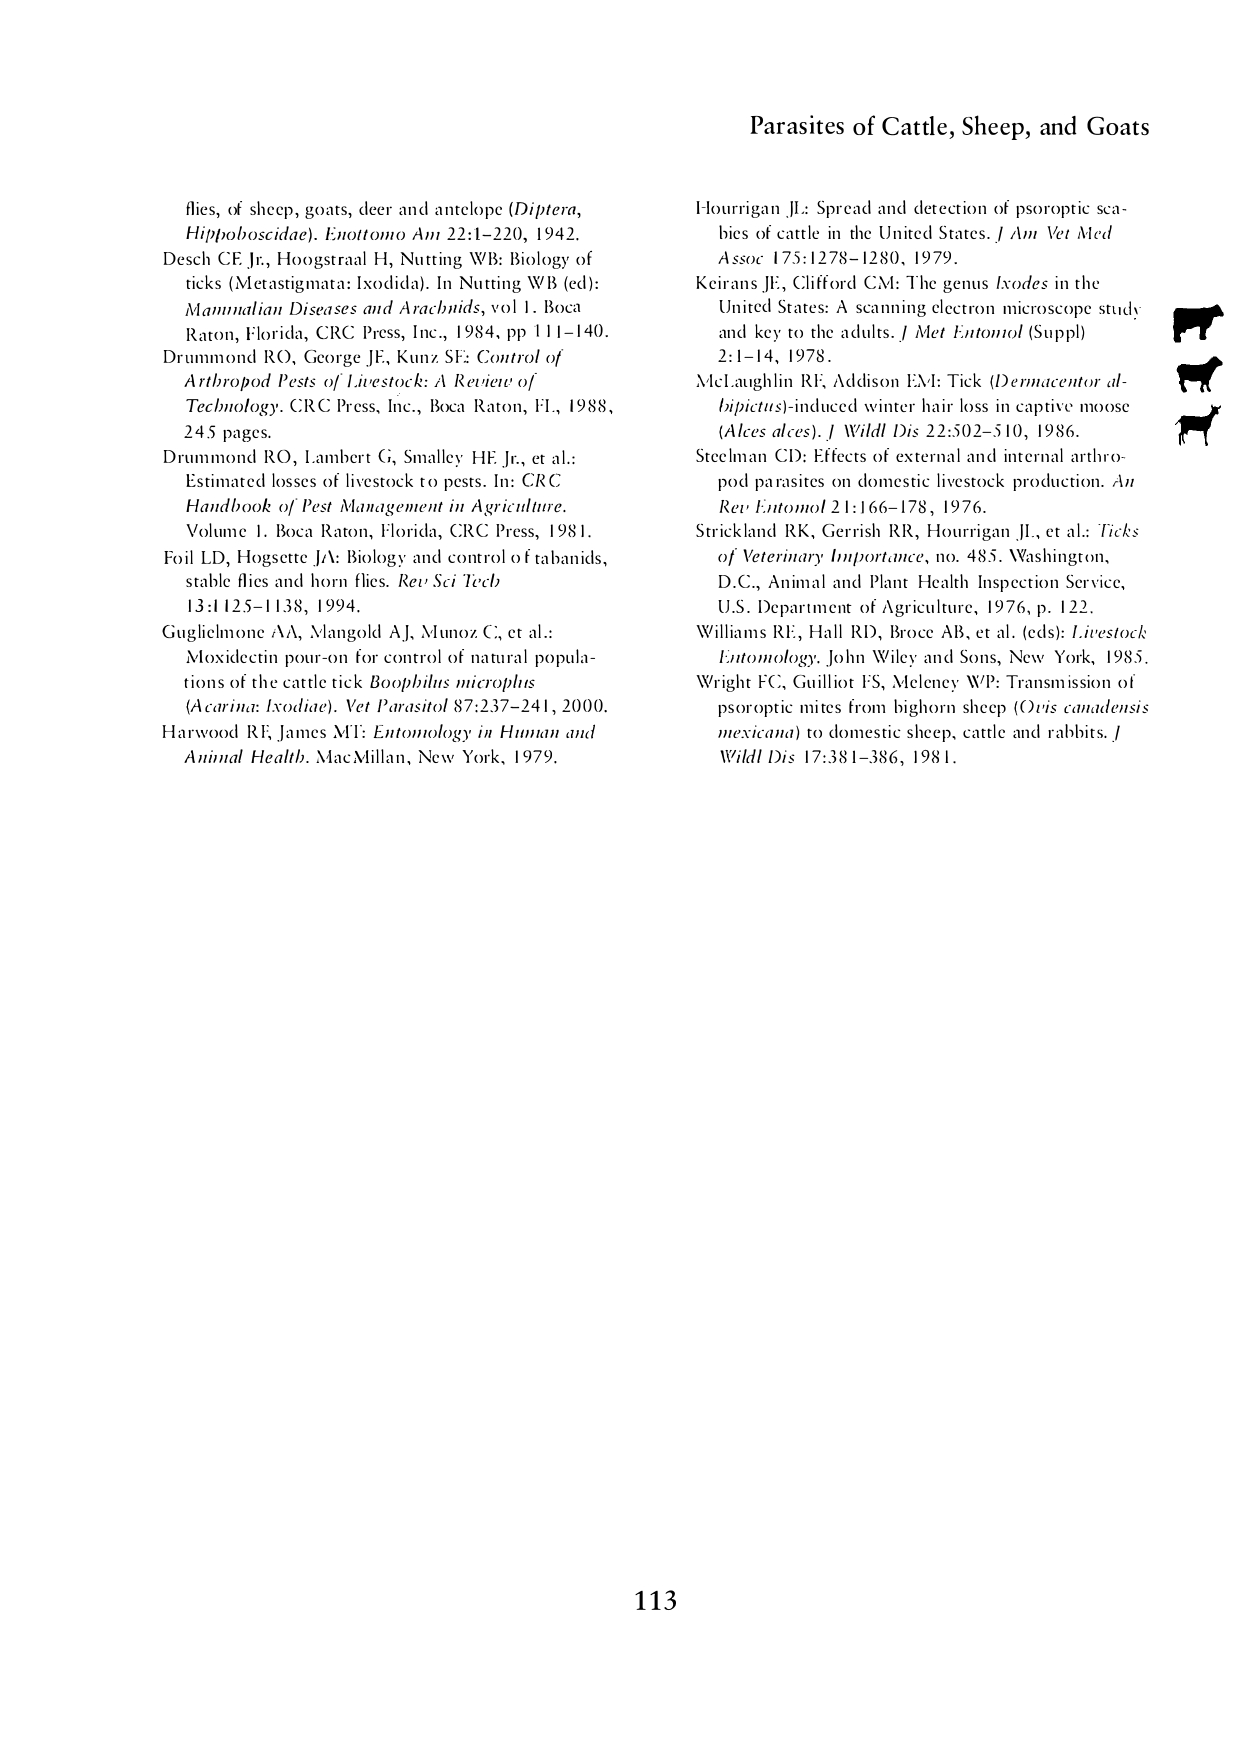 Parasites of Cattle, Sheep, and Goats
flies, of sheep, goats, deer and antelope (Diptera,
Hippoboscidae). Enottomo Am 22:1–220, 1942.
Desch CE Jr., Hoogstraal H, Nutting WB: Biology of
ticks (Metastigmata: Ixodida). In Nutting WB (ed):
Mammalian Diseases and Arachnids, vol 1. Boca
Raton, Florida, CRC Press, Inc., 1984, pp 111–140.
Drummond RO, George JE, Kunz SE: Control of
Arthropod Pests of Livestock: A Review of
Technology. CRC Press, Inc., Boca Raton, FL, 1988,
245 pages.
Drummond RO, Lambert G, Smalley HE Jr., et al.:
Estimated losses of livestock to pests. In: CRC
Handbook of Pest Management in Agriculture.
Volume 1. Boca Raton, Florida, CRC Press, 1981.
Foil LD, Hogsette JA: Biology and control of tabanids,
stable flies and horn flies. Rev Sci Tech
13:1125–1138, 1994.
Guglielmone AA, Mangold AJ, Munoz C, et al.:
Moxidectin pour-on for control of natural popula-
tions of the cattle tick Boophilus microplus
(Acarina: Ixodiae). Vet Parasitol 87:237–241, 2000.
Harwood RF, James MT: Entomology in Human and
Animal Health. MacMillan, New York, 1979.
Hourrigan JL: Spread and detection of psoroptic sca-
bies of cattle in the United States. J Am Vet Med
Assoc 175:1278–1280, 1979.
Keirans JE, Clifford CM: The genus Ixodes in the
United States: A scanning electron microscope study
and key to the adults. J Met Entomol (Suppl)
2:1–14, 1978.
McLaughlin RF, Addison EMI: Tick (Dermacentor al-
bipictus)-induced winter hair loss in captive moose
(Alces alces). J Wildl Dis 22:502–510, 1986.
Steelman CD: Effects of external and internal arthro-
pod parasites on domestic livestock production. An
Rev Entomol 21:166–178, 1976.
Strickland RK, Gerrish RR, Hourrigan JL, et al.: Ticks
of Veterinary Importance, no. 485. Washington,
D.C., Animal and Plant Health Inspection Service,
U.S. Department of Agriculture, 1976, p. 122.
Williams RE, Hall RD, Broce AB, et al. (eds): Livestock
Entomology. John Wiley and Sons, New York, 1985.
Wright FC, Guilliot FS, Meleney WP: Transmission of
psoroptic mites from bighorn sheep (Ovis canadensis
mexicana) to domestic sheep, cattle and rabbits. J
Wildl Dis 17:381–386, 1981.
113